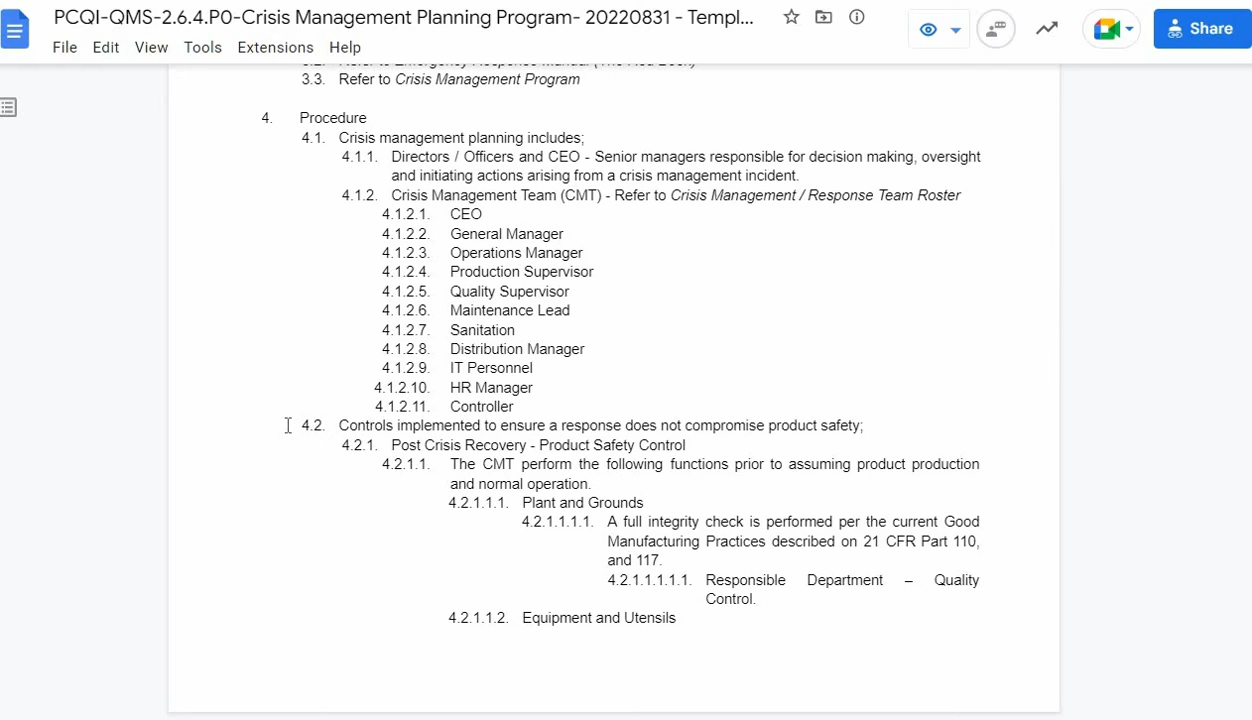 PCQI-QMS-2.6.4.P0-Crisis Management Planning Program- 20220831 - Templ...
Share
File Edit View Tools Extensions Help
3.2. Refer to Emergency Response Manual (The Red Book)
3.3. Refer to Crisis Management Program
4. Procedure
4.1. Crisis management planning includes;
4.1.1. Directors / Officers and CEO - Senior managers responsible for decision making, oversight
and initiating actions arising from a crisis management incident.
4.1.2. Crisis Management Team (CMT) - Refer to Crisis Management / Response Team Roster
4.1.2.1. CEO
4.1.2.2. General Manager
4.1.2.3. Operations Manager
4.1.2.4. Production Supervisor
4.1.2.5. Quality Supervisor
4.1.2.6. Maintenance Lead
4.1.2.7. Sanitation
4.1.2.8. Distribution Manager
4.1.2.9. IT Personnel
4.1.2.10. HR Manager
4.1.2.11. Controller
4.2. Controls implemented to ensure a response does not compromise product safety;
4.2.1. Post Crisis Recovery - Product Safety Control
4.2.1.1. The CMT perform the following functions prior to assuming product production
and normal operation.
4.2.1.1.1. Plant and Grounds
4.2.1.1.1.1. A full integrity check is performed per the current Good
Manufacturing Practices described on 21 CFR Part 110,
and 117.
4.2.1.1.1.1.1. Responsible Department – Quality
Control.
4.2.1.1.2. Equipment and Utensils